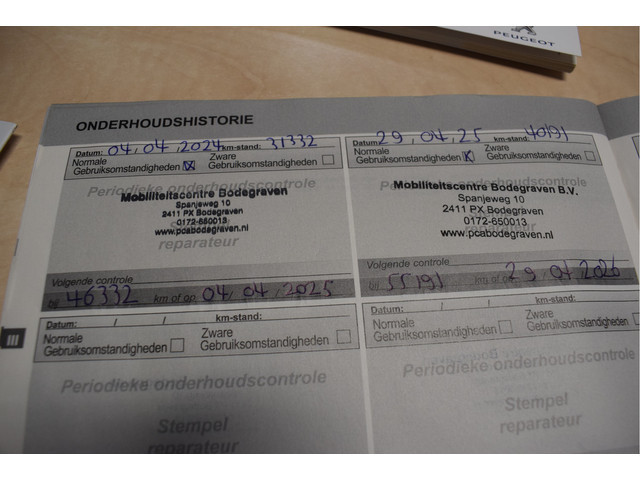 PEUGEOT
ONDERHOUDSHISTORIE
Datum: 04,04,2024 km-stand: 31332
Normale Zware
Gebruiksomstandigheden Gebruiksomstandigheden
Periodieke onderhoudscontrole
Mobiliteitscentre Bodegraven
Spanjeweg 10
2411 PX Bodegraven
0172-650013
www.pcabodegraven.nl
reparateur
Volgende controle
bij 46332 km of op 04/04/2025
Datum: 29,04,25 km-stand: 40191
Normale Zware
Gebruiksomstandigheden Gebruiksomstandigheden
Periodieke onderhoudscontrole
Mobiliteitscentre Bodegraven B.V.
Spanjeweg 10
2411 PX Bodegraven
0172-650013
www.pcabodegraven.nl
reparateur
Volgende controle
bij 55191 km of op 29,04,2026
III
Datum: / / km-stand:
Normale Zware
Gebruiksomstandigheden Gebruiksomstandigheden
Periodieke onderhoudscontrole
Stempel
reparateur
Datum: / / km-stand:
Normale Zware
Gebruiksomstandigheden Gebruiksomstandigheden
Periodieke onderhoudscontrole
Stempel
reparateur